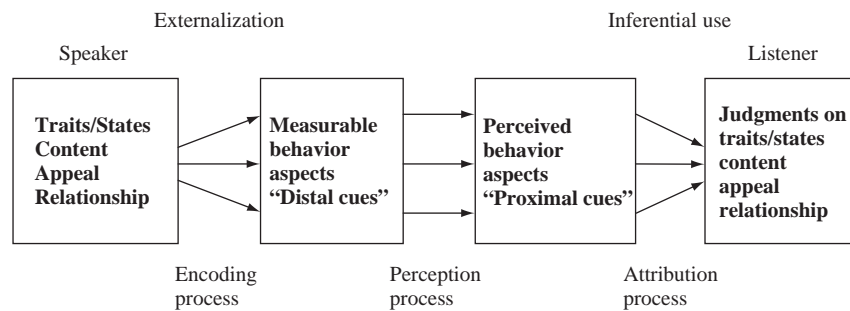 Externalization
Inferential use
Speaker
Listener
Traits/States
Content
Appeal
Relationship
Measurable
behavior
aspects
“Distal cues”
Perceived
behavior
aspects
“Proximal cues”
Judgments on
traits/states
content
appeal
relationship
Encoding
process
Perception
process
Attribution
process